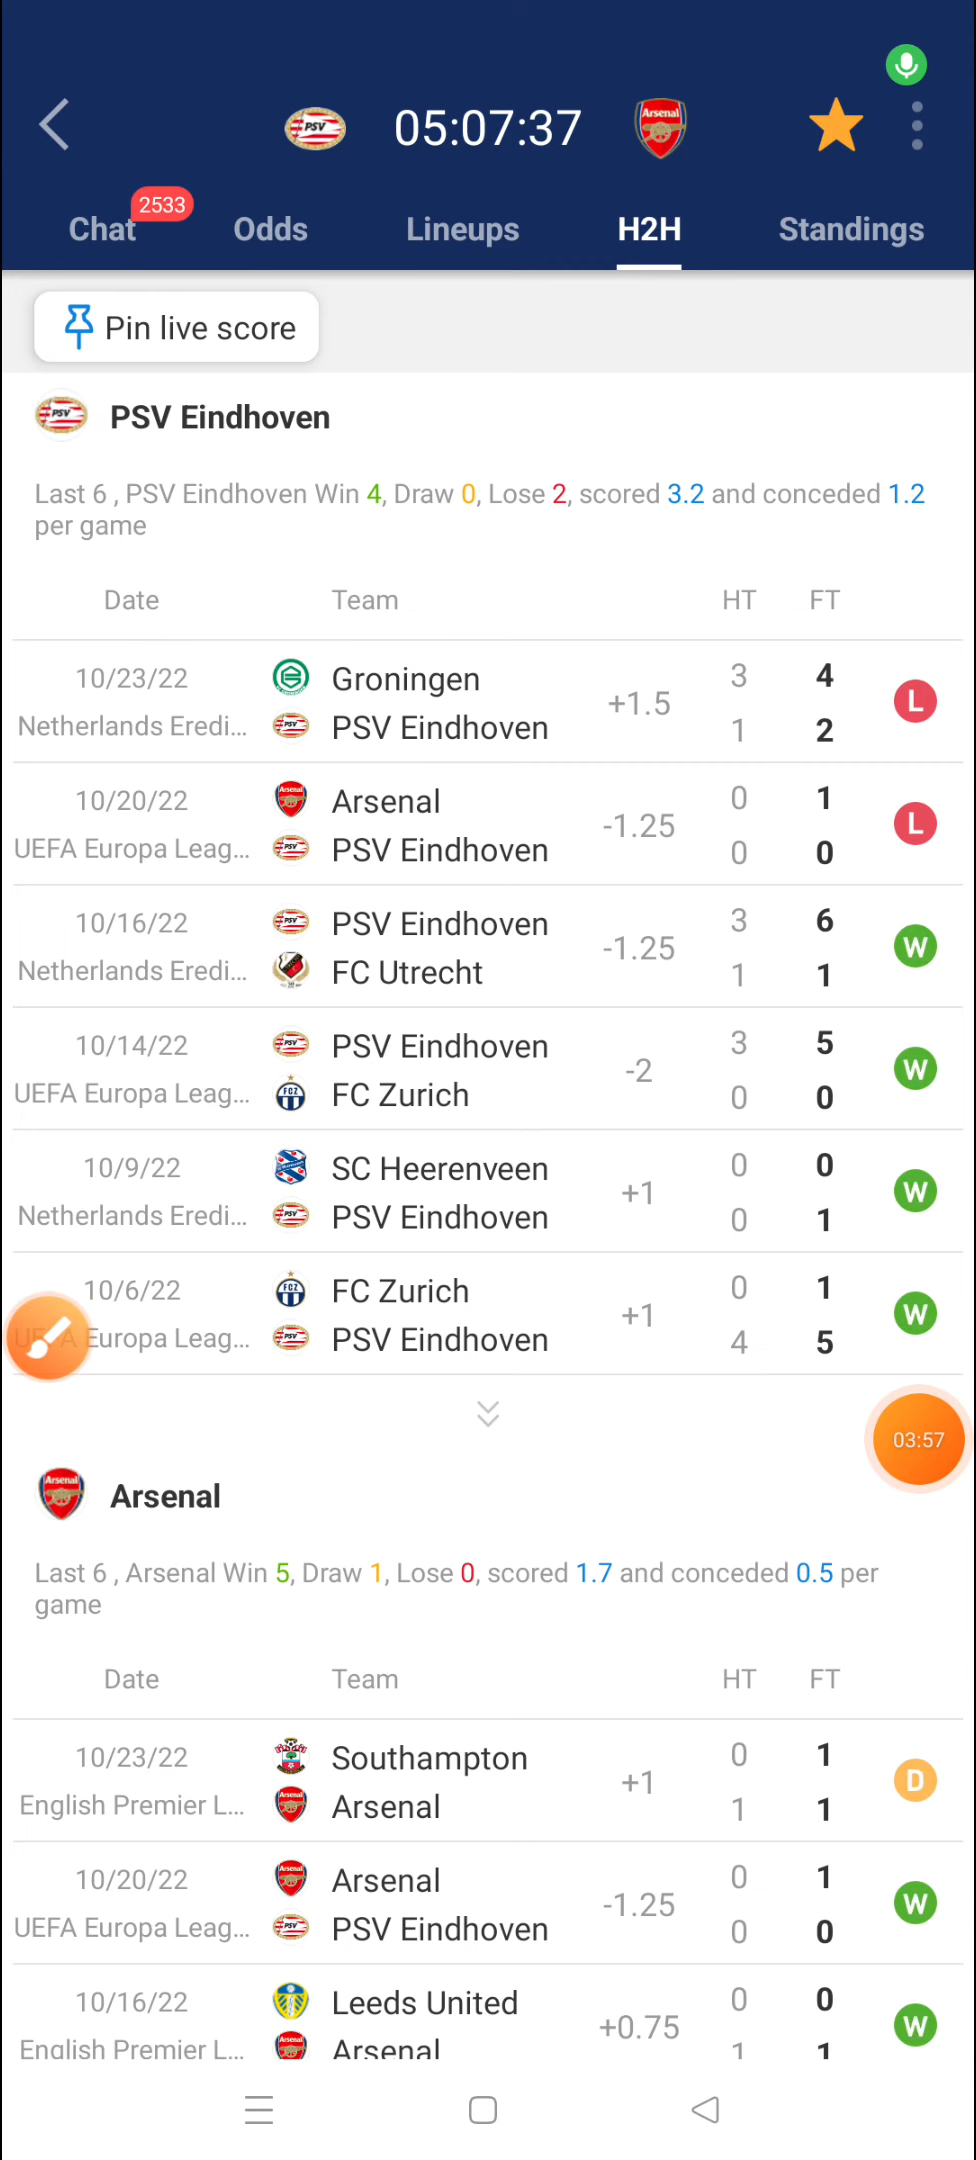 05:07:37
Chat 2533 Odds Lineups H2H Standings
Pin live score
PSV Eindhoven
Last 6 , PSV Eindhoven Win 4, Draw 0, Lose 2, scored 3.2 and conceded 1.2
per game
Date Team HT FT
10/23/22 Groningen 3 4
Netherlands Eredi... PSV Eindhoven +1.5 1 2 L
10/20/22 Arsenal 0 1
UEFA Europa Leag... PSV Eindhoven -1.25 0 0 L
10/16/22 PSV Eindhoven 3 6
Netherlands Eredi... FC Utrecht -1.25 1 1 W
10/14/22 PSV Eindhoven 3 5
UEFA Europa Leag... FC Zurich -2 0 0 W
10/9/22 SC Heerenveen 0 0
Netherlands Eredi... PSV Eindhoven +1 0 1 W
10/6/22 FC Zurich 0 1
UEFA Europa Leag... PSV Eindhoven +1 4 5 W
03:57
Arsenal
Last 6 , Arsenal Win 5, Draw 1, Lose 0, scored 1.7 and conceded 0.5 per
game
Date Team HT FT
10/23/22 Southampton 0 1
English Premier L... Arsenal +1 1 1 D
10/20/22 Arsenal 0 1
UEFA Europa Leag... PSV Eindhoven -1.25 0 0 W
10/16/22 Leeds United 0 0
English Premier L... Arsenal +0.75 1 1 W